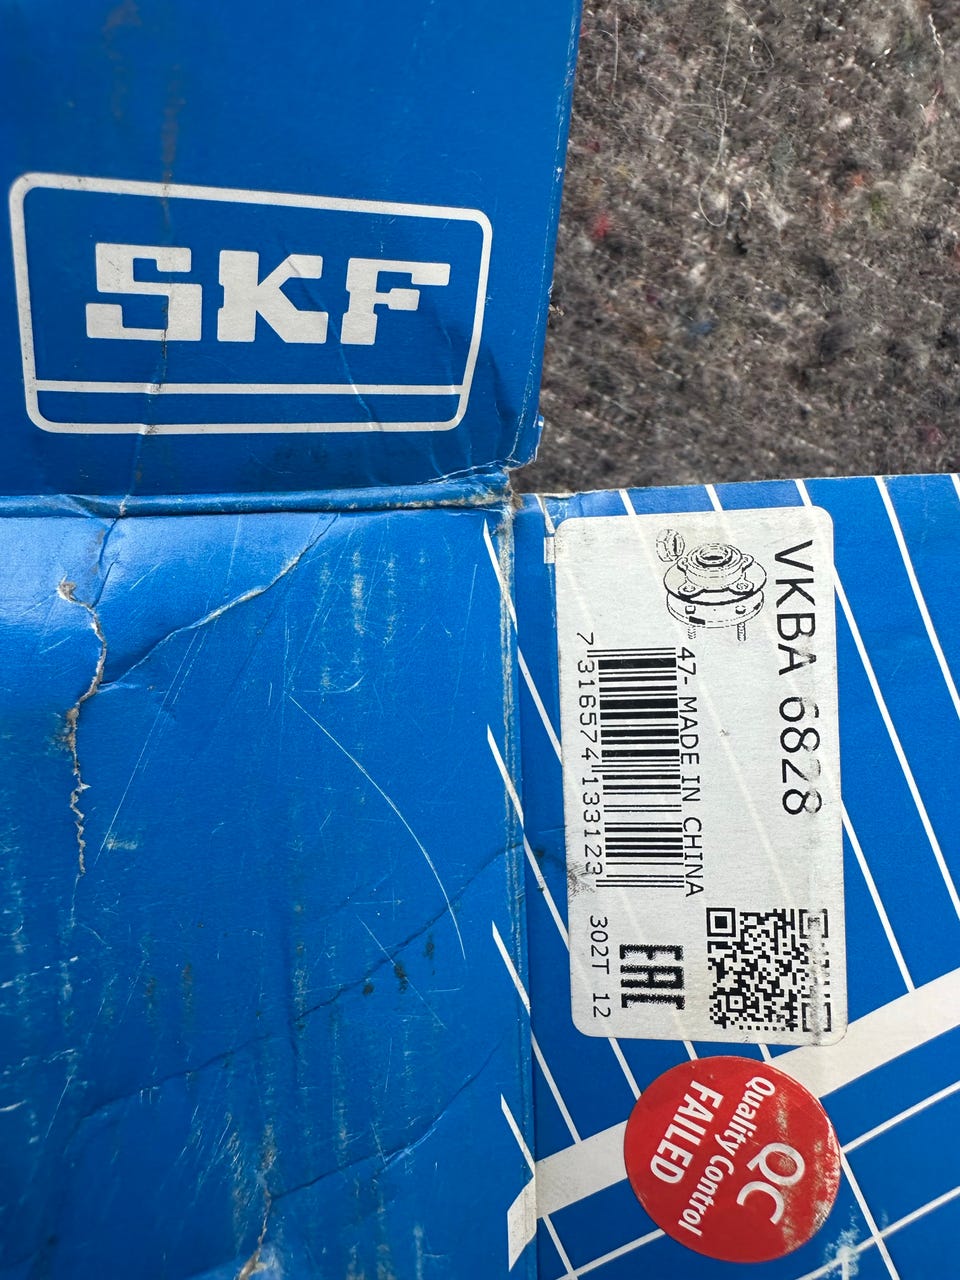 SKF
VKBA 6828
47- MADE IN CHINA
7 316574 133123
302T 12
EAC
QC
Quality Control
FAILED